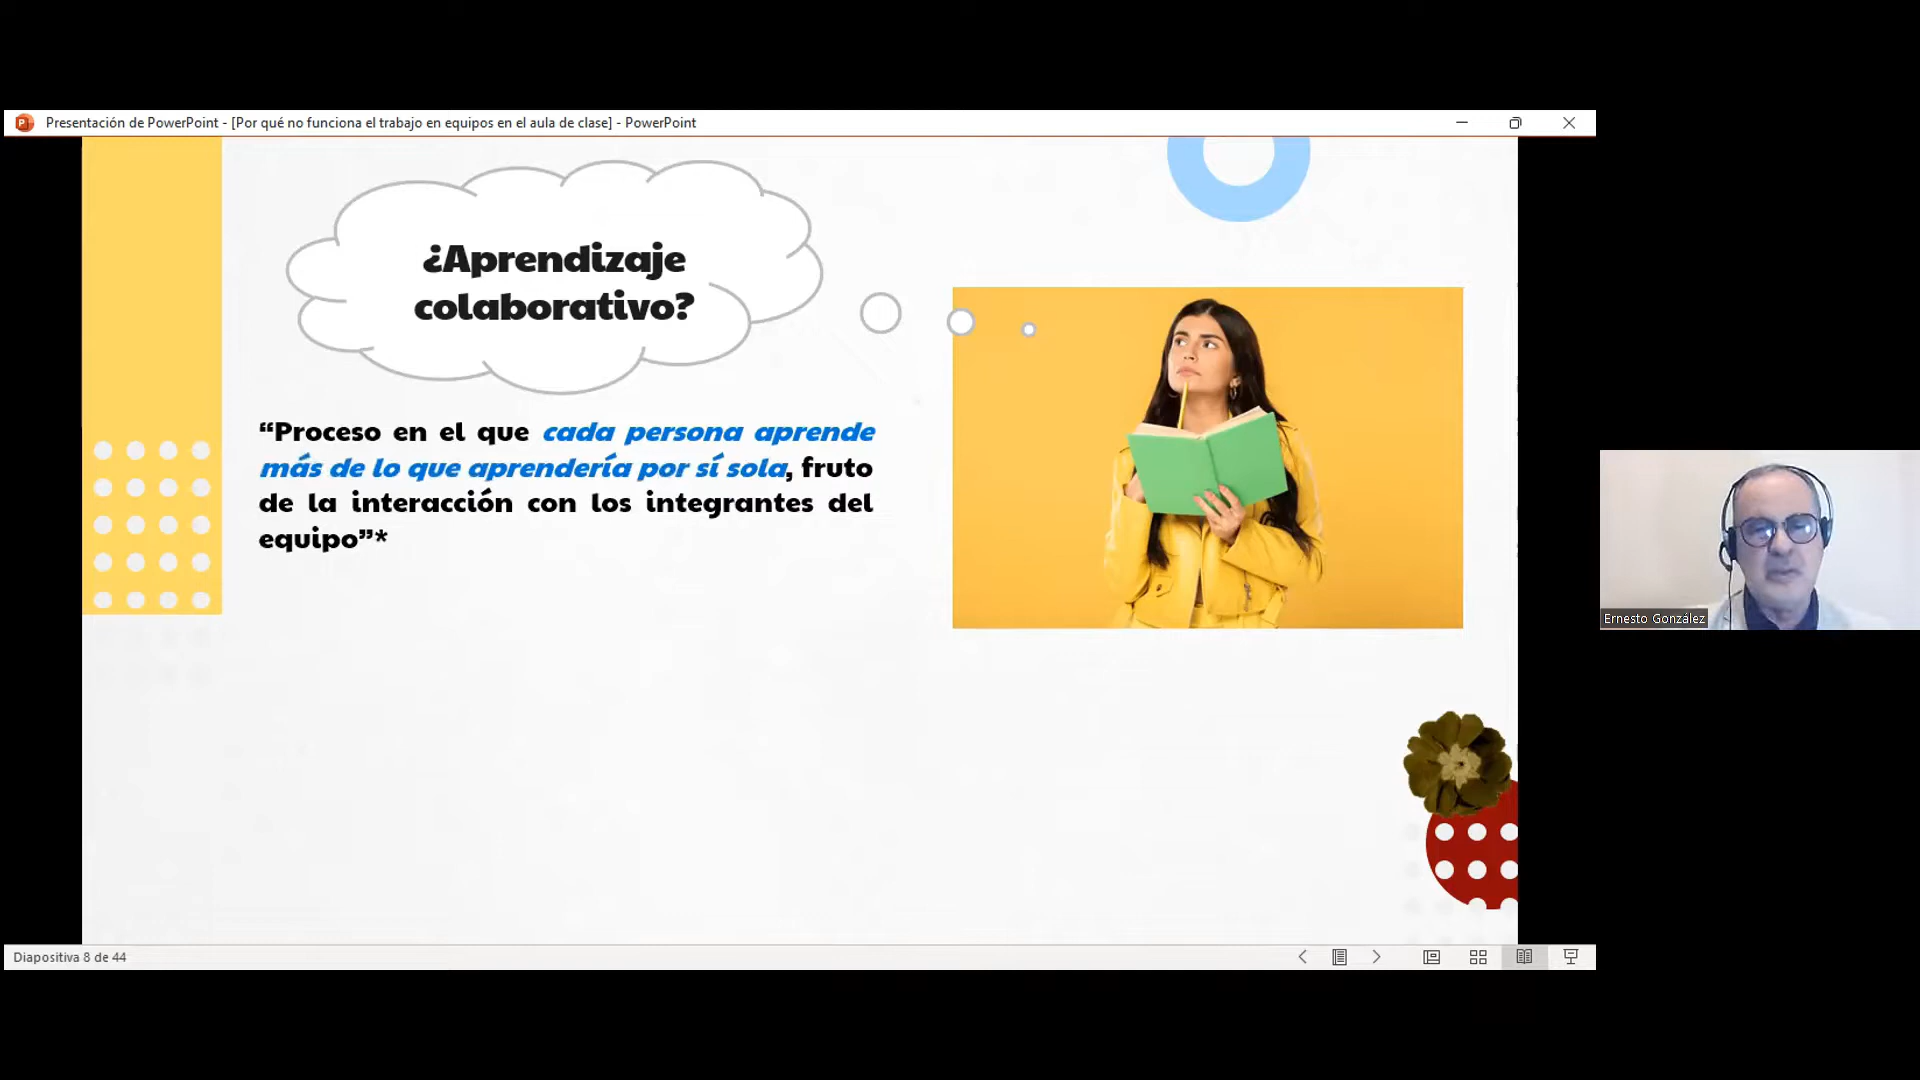 Presentación de PowerPoint - [Por qué no funciona el trabajo en equipos en el aula de clase] - PowerPoint
¿Aprendizaje
colaborativo?
“Proceso en el que cada persona aprende
más de lo que aprendería por sí sola, fruto
de la interacción con los integrantes del
equipo”*
Ernesto González
Diapositiva 8 de 44